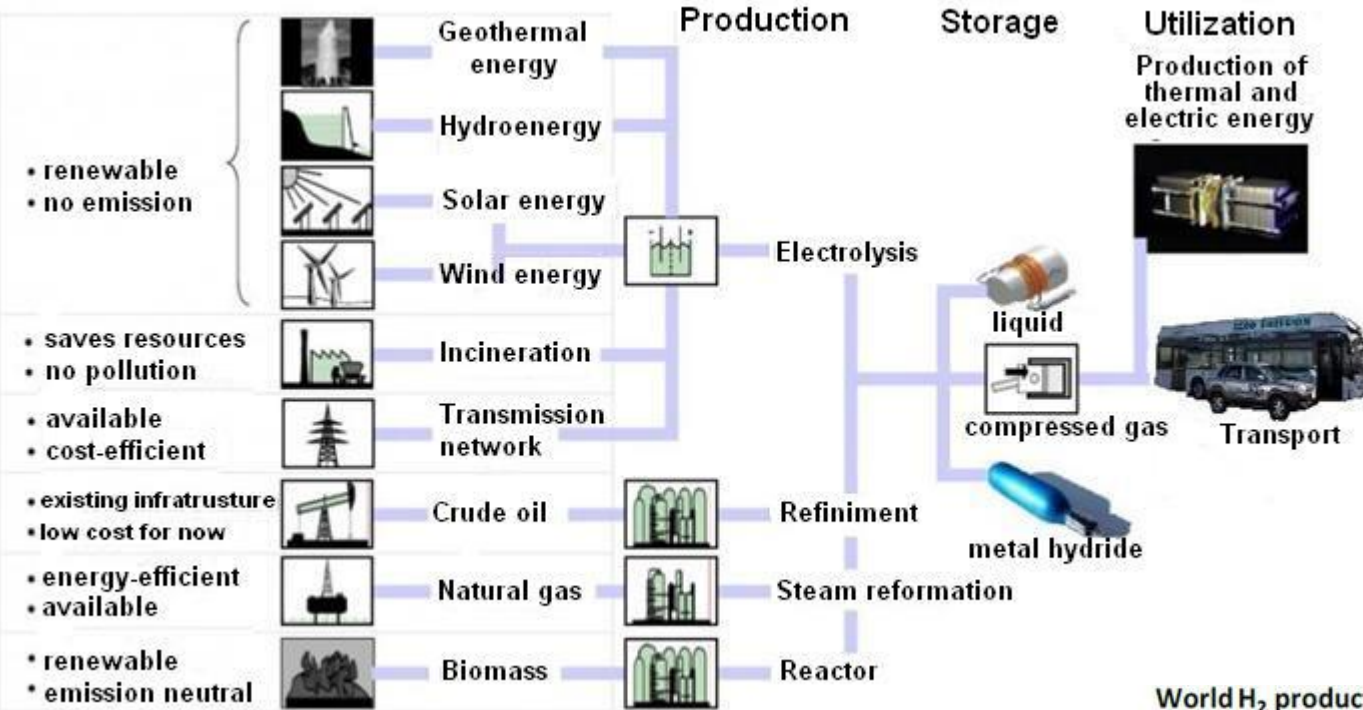 Production
Storage
Utilization
Geothermal
energy
Hydroenergy
• renewable
• no emission
Solar energy
Wind energy
Electrolysis
Production of
thermal and
electric energy
• saves resources
• no pollution
Incineration
liquid
• available
• cost-efficient
Transmission
network
compressed gas
Transport
• existing infratrusture
• low cost for now
Crude oil
Refiniment
metal hydride
• energy-efficient
• available
Natural gas
Steam reformation
• renewable
• emission neutral
Biomass
Reactor
World H₂ produc